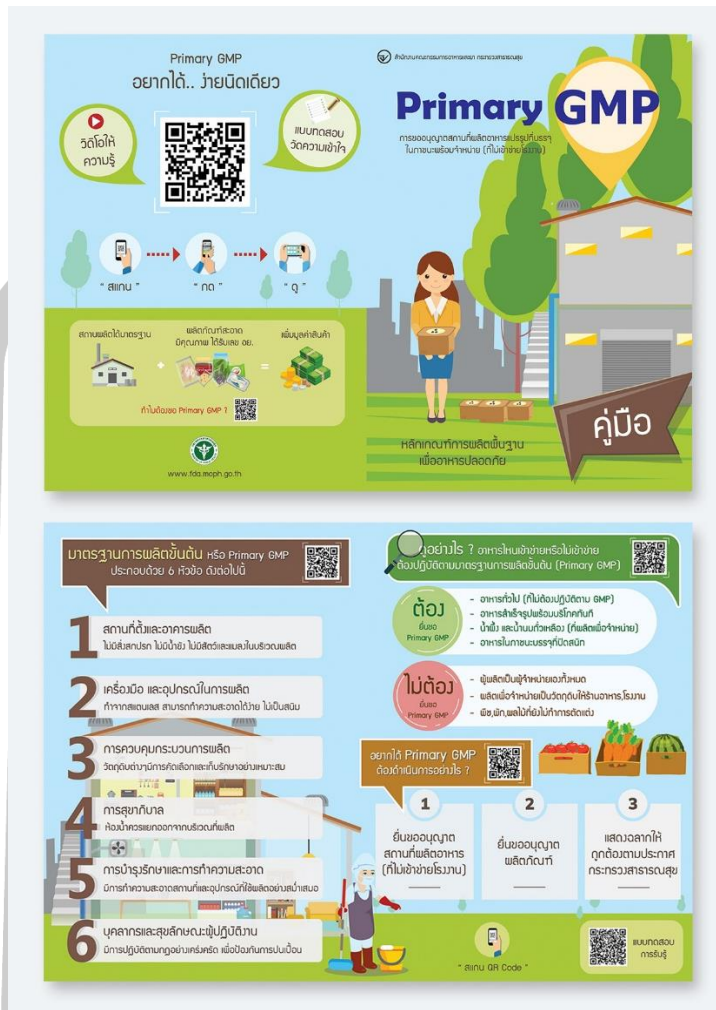 Primary GMP
อยากได้.. ง่ายนิดเดียว
วิดีโอให้
ความรู้
แบบทดสอบ
วัดความเข้าใจ
" สแกน "
" กด "
" ดู "
สถานผลิตได้มาตรฐาน
ผลิตภัณฑ์สะอาด
มีคุณภาพ ได้รับเลข อย.
เพิ่มมูลค่าสินค้า
+
=
ทำไมต้องขอ Primary GMP ?
www.fda.moph.go.th
สำนักงานคณะกรรมการอาหารและยา กระทรวงสาธารณสุข
Primary GMP
การขออนุญาตสถานที่ผลิตอาหารแปรรูปที่บรรจุ
ในภาชนะพร้อมจำหน่าย (ที่ไม่เข้าข่ายโรงงาน)
หลักเกณฑ์การผลิตพื้นฐาน
เพื่ออาหารปลอดภัย
คู่มือ
มาตรฐานการผลิตขั้นต้น หรือ Primary GMP
ประกอบด้วย 6 หัวข้อ ดังต่อไปนี้
1 สถานที่ตั้งและอาคารผลิต
ไม่มีสิ่งสกปรก ไม่มีน้ำขัง ไม่มีสัตว์และแมลงในบริเวณผลิต
2 เครื่องมือ และอุปกรณ์ในการผลิต
ทำจากสแตนเลส สามารถทำความสะอาดได้ง่าย ไม่เป็นสนิม
3 การควบคุมกระบวนการผลิต
วัตถุดิบต่างๆมีการคัดเลือกและเก็บรักษาอย่างเหมาะสม
4 การสุขาภิบาล
ห้องน้ำควรแยกออกจากบริเวณที่ผลิต
5 การบำรุงรักษาและการทำความสะอาด
มีการทำความสะอาดสถานที่และอุปกรณ์ที่ใช้ผลิตอย่างสม่ำเสมอ
6 บุคลากรและสุขลักษณะผู้ปฏิบัติงาน
มีการปฏิบัติตามกฎอย่างเคร่งครัด เพื่อป้องกันการปนเปื้อน
ดูอย่างไร ? อาหารไหนเข้าข่ายหรือไม่เข้าข่าย
ต้องปฏิบัติตามมาตรฐานการผลิตขั้นต้น (Primary GMP)
ต้อง
ยื่นขอ
Primary GMP
- อาหารทั่วไป (ที่ไม่ต้องปฏิบัติตาม GMP)
- อาหารสำเร็จรูปพร้อมบริโภคทันที
- น้ำผึ้ง และน้ำนมถั่วเหลือง (ที่ผลิตเพื่อจำหน่าย)
- อาหารในภาชนะบรรจุที่ปิดสนิท
ไม่ต้อง
ยื่นขอ
Primary GMP
- ผู้ผลิตเป็นผู้จำหน่ายเองทั้งหมด
- ผลิตเพื่อจำหน่ายเป็นวัตถุดิบให้ร้านอาหาร,โรงงาน
- พืช,ผัก,ผลไม้ที่ยังไม่ทำการตัดแต่ง
อยากได้ Primary GMP
ต้องดำเนินการอย่างไร ?
1
ยื่นขออนุญาต
สถานที่ผลิตอาหาร
(ที่ไม่เข้าข่ายโรงงาน)
2
ยื่นขออนุญาต
ผลิตภัณฑ์
3
แสดงฉลากให้
ถูกต้องตามประกาศ
กระทรวงสาธารณสุข
" สแกน QR Code "
แบบทดสอบ
การรับรู้